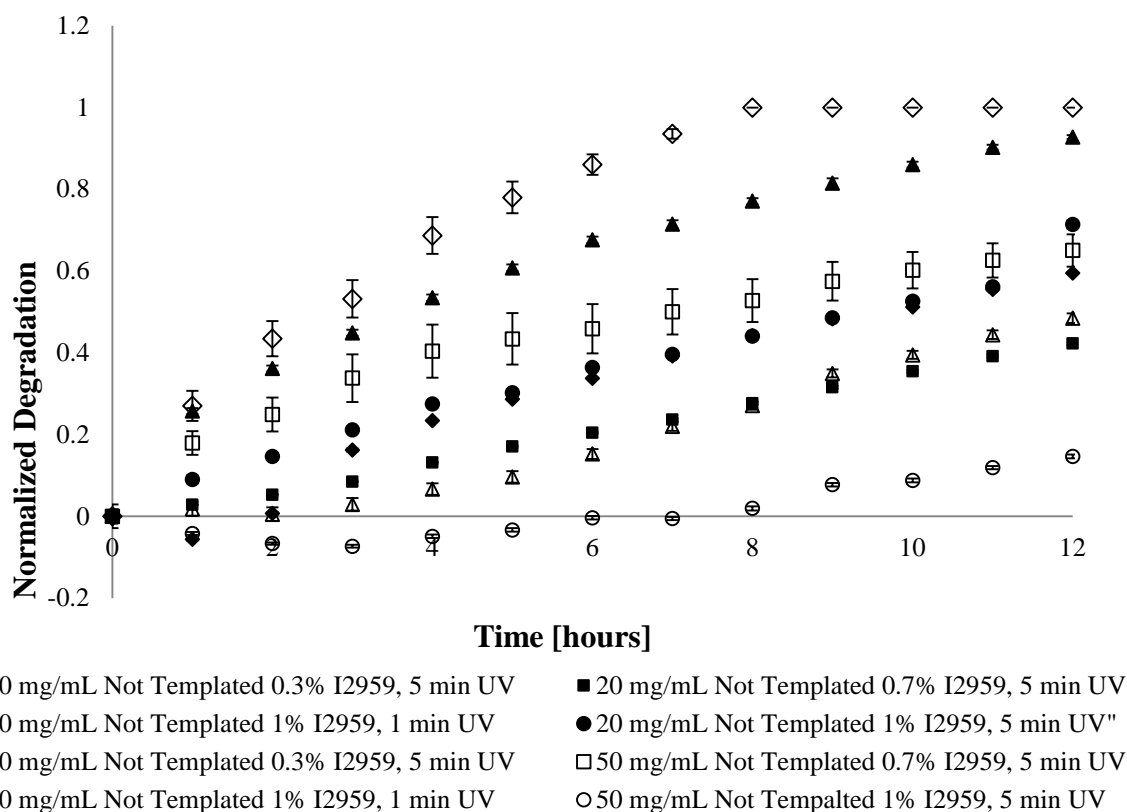 1.2
1
0.8
0.6
0.4
0.2
0
-0.2
Normalized Degradation
0 2 4 6 8 10 12
Time [hours]
0 mg/mL Not Templated 0.3% I2959, 5 min UV 20 mg/mL Not Templated 0.7% I2959, 5 min UV
0 mg/mL Not Templated 1% I2959, 1 min UV 20 mg/mL Not Templated 1% I2959, 5 min UV"
0 mg/mL Not Templated 0.3% I2959, 5 min UV 50 mg/mL Not Templated 0.7% I2959, 5 min UV
0 mg/mL Not Templated 1% I2959, 1 min UV 50 mg/mL Not Tempalted 1% I2959, 5 min UV